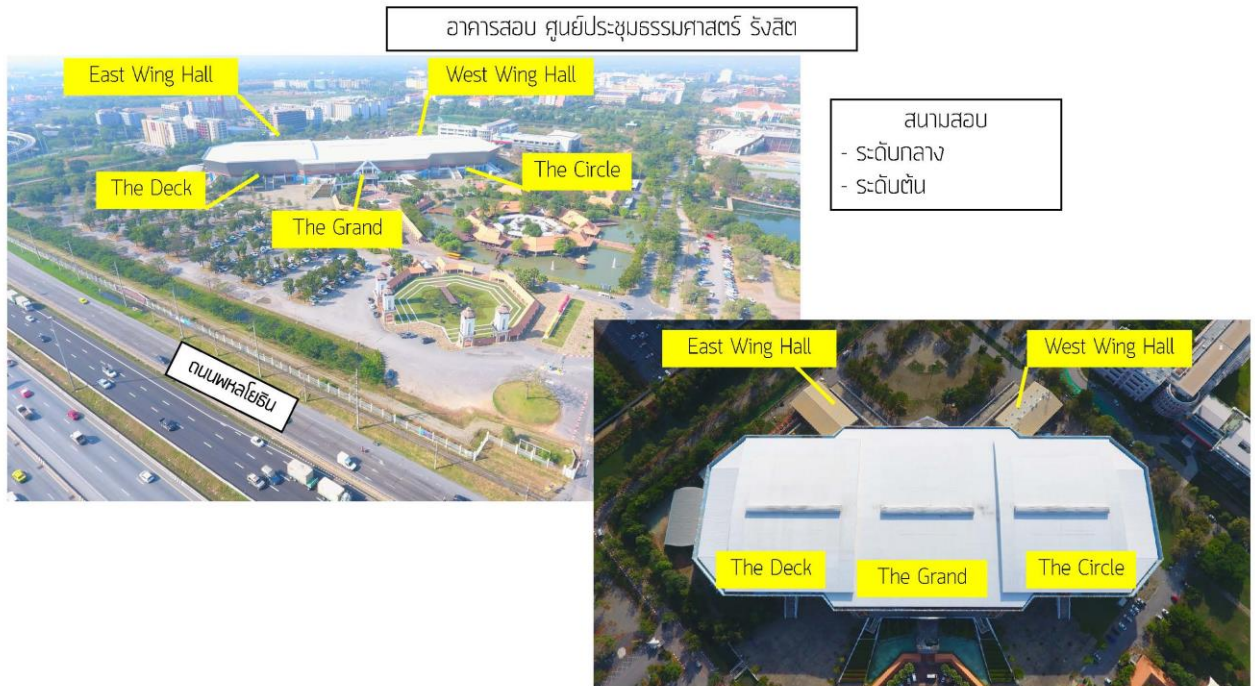 อาคารสอบ ศูนย์ประชุมธรรมศาสตร์ รังสิต
East Wing Hall
West Wing Hall
The Deck
The Circle
The Grand
ถนนพหลโยธิน
สนามสอบ
- ระดับกลาง
- ระดับต้น
East Wing Hall
West Wing Hall
The Deck
The Grand
The Circle